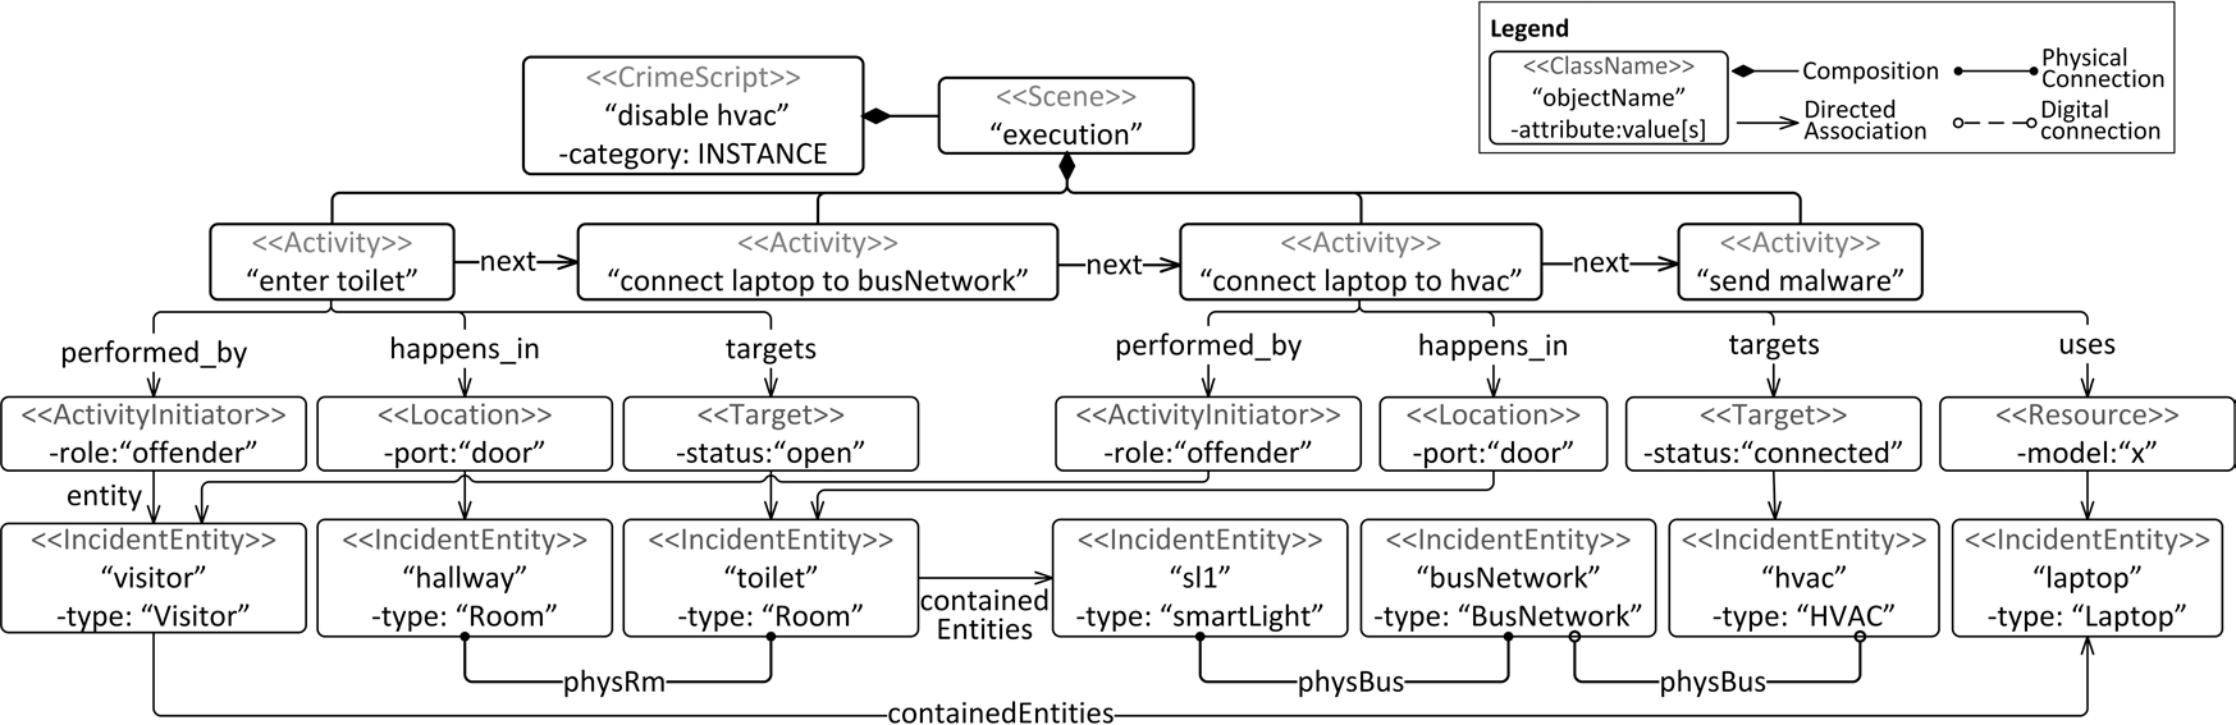 Legend
<<ClassName>>
“objectName”
-attribute:value[s]
Composition
Directed
Association
Physical
Connection
Digital
connection
<<CrimeScript>>
“disable hvac”
-category: INSTANCE
<<Scene>>
“execution”
<<Activity>>
“enter toilet”
next
<<Activity>>
“connect laptop to busNetwork”
next
<<Activity>>
“connect laptop to hvac”
next
<<Activity>>
“send malware”
performed_by
happens_in
targets
performed_by
happens_in
targets
uses
<<ActivityInitiator>>
-role:“offender”
<<Location>>
-port:“door”
<<Target>>
-status:“open”
<<ActivityInitiator>>
-role:“offender”
<<Location>>
-port:“door”
<<Target>>
-status:“connected”
<<Resource>>
-model:“x”
entity
<<IncidentEntity>>
“visitor”
-type: “Visitor”
<<IncidentEntity>>
“hallway”
-type: “Room”
<<IncidentEntity>>
“toilet”
-type: “Room”
contained
Entities
<<IncidentEntity>>
“sl1”
-type: “smartLight”
<<IncidentEntity>>
“busNetwork”
-type: “BusNetwork”
<<IncidentEntity>>
“hvac”
-type: “HVAC”
<<IncidentEntity>>
“laptop”
-type: “Laptop”
physRm
physBus
physBus
containedEntities